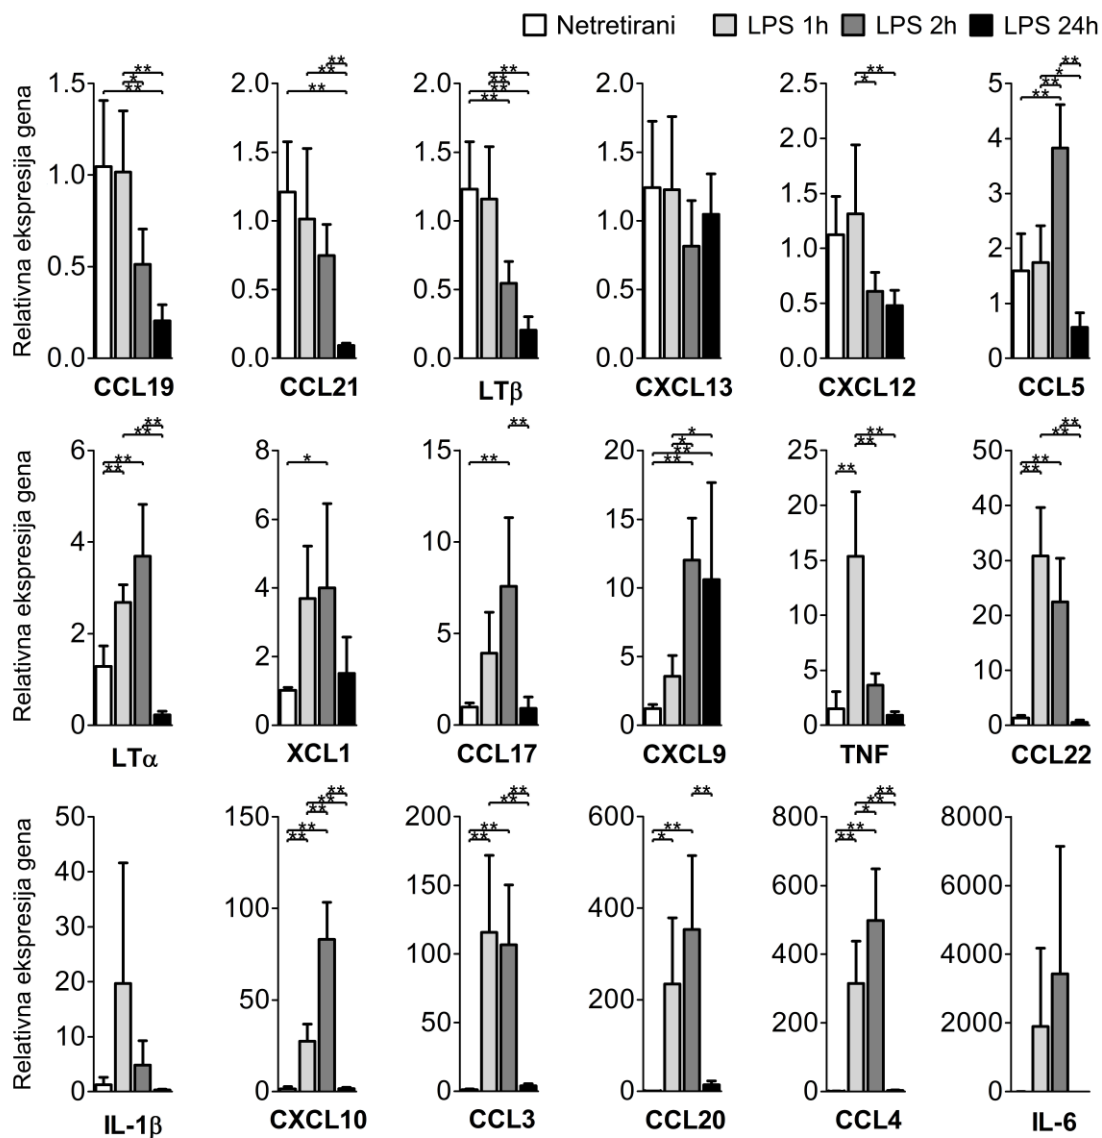 Netretirani LPS 1h LPS 2h LPS 24h
Relativna ekspresija gena
1.5 1.0 0.5 0.0
** * **
CCL19
2.0 1.5 1.0 0.5 0.0
** ** **
CCL21
2.0 1.5 1.0 0.5 0.0
** ** ** **
LTβ
2.0 1.5 1.0 0.5 0.0
CXCL13
2.5 2.0 1.5 1.0 0.5 0.0
** *
CXCL12
5 4 3 2 1 0
** * ** **
CCL5
Relativna ekspresija gena
6 4 2 0
** ** ** **
LTα
8 6 4 2 0
*
XCL1
15 10 5 0
** **
CCL17
20 15 10 5 0
* * ** **
CXCL9
25 20 15 10 5 0
** ** **
TNF
50 40 30 20 10 0
** ** ** **
CCL22
Relativna ekspresija gena
50 40 30 20 10 0
IL-1β
150 100 50 0
** ** ** ** **
CXCL10
200 150 100 50 0
** ** ** **
CCL3
600 400 200 0
** ** *
CCL20
800 600 400 200 0
** ** * ** **
CCL4
8000 6000 4000 2000 0
IL-6